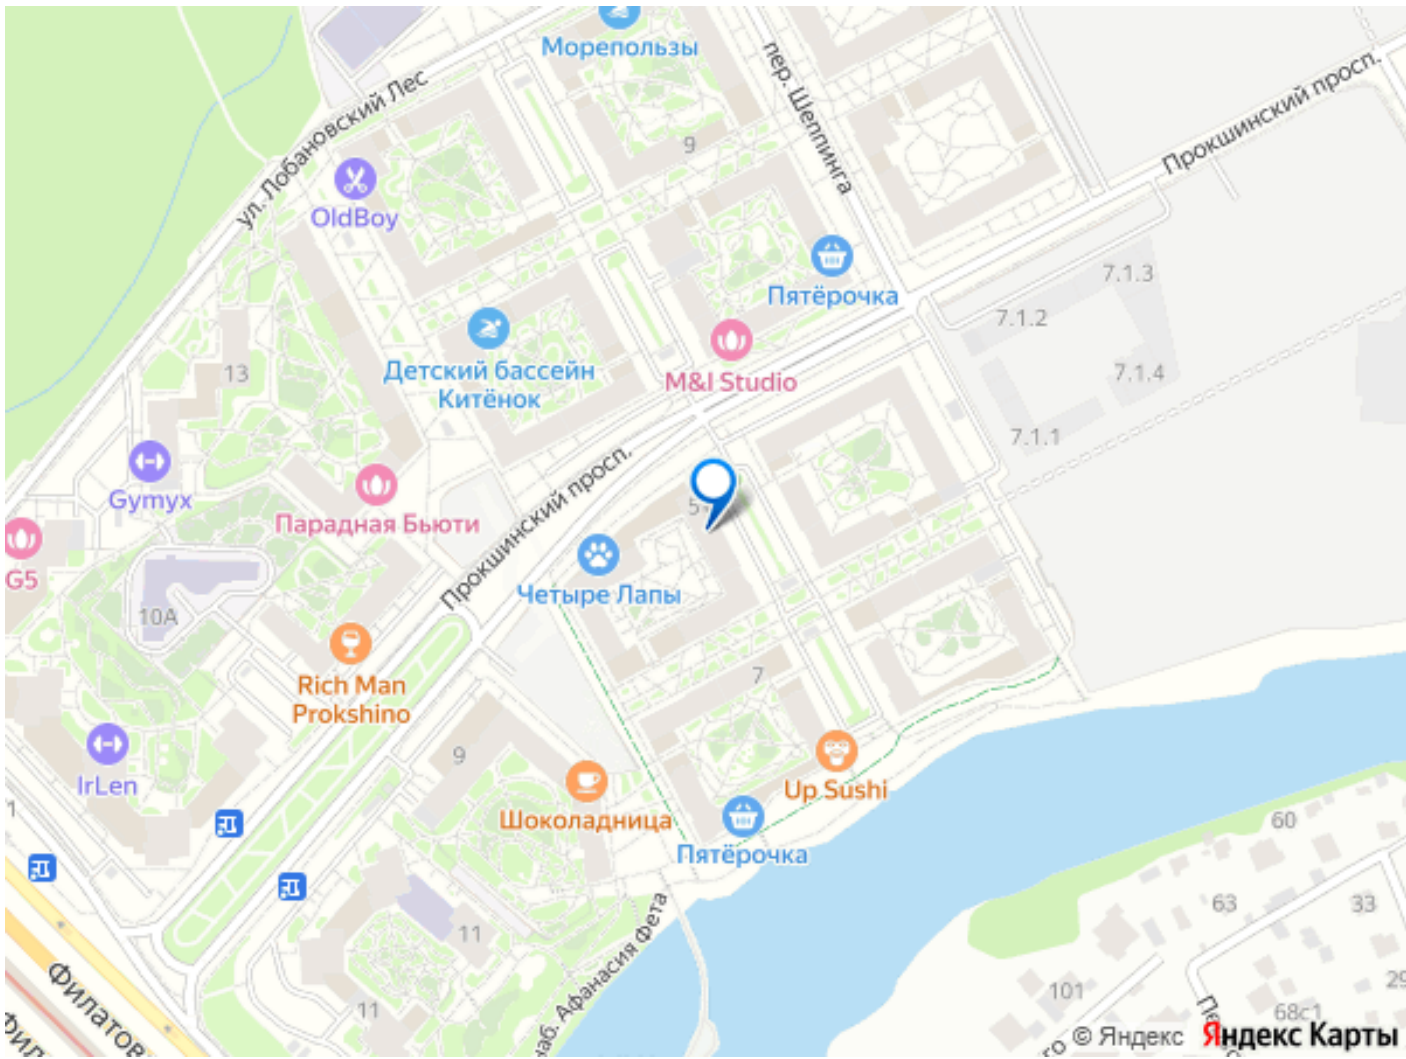 Морепользы
пер. Шеппинга
Прокшинский просп.
ул. Лобановский Лес
9
OldBoy
Пятёрочка
7.1.3
7.1.2
M&I Studio
Детский бассейн
Китёнок
13
7.1.4
7.1.1
Gymyx
Прокшинский просп.
Парадная Бьюти
5
G5
Четыре Лапы
10А
Rich Man
Prokshino
7
9
IrLen
Up Sushi
Шоколадница
1
Пятёрочка
60
63
33
11
наб. Афанасия Фета
11
101
29
68с1
© Яндекс
Яндекс Карты